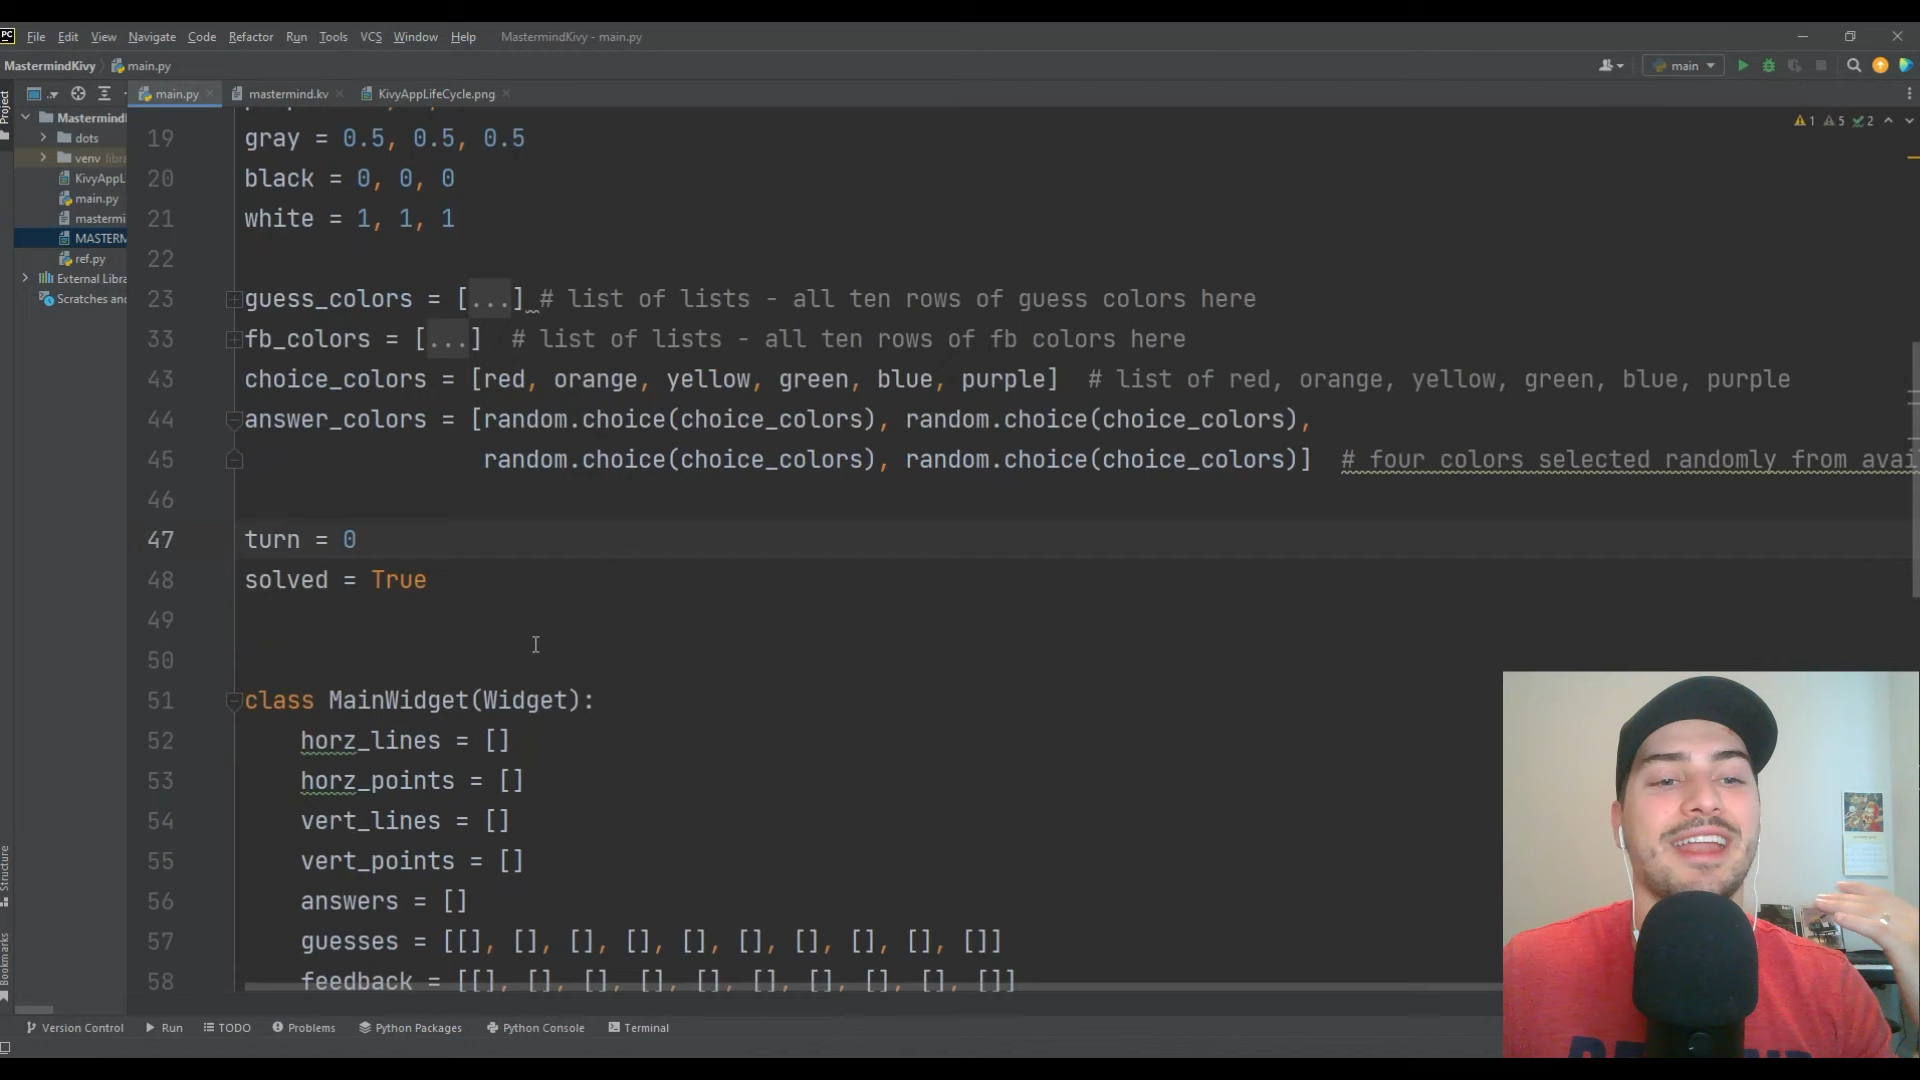 PC File Edit View Navigate Code Refactor Run Tools VCS Window Help MastermindKivy - main.py
MastermindKivy main.py main
Project main.py mastermind.kv KivyAppLifeCycle.png
Mastermind
dots
venv libra
KivyAppL
main.py
mastermi
MASTERM
ref.py
External Libra
Scratches and
1 5 2
19 gray = 0.5, 0.5, 0.5
20 black = 0, 0, 0
21 white = 1, 1, 1
22
23 guess_colors = [...] # list of lists - all ten rows of guess colors here
33 fb_colors = [...] # list of lists - all ten rows of fb colors here
43 choice_colors = [red, orange, yellow, green, blue, purple] # list of red, orange, yellow, green, blue, purple
44 answer_colors = [random.choice(choice_colors), random.choice(choice_colors),
45 random.choice(choice_colors), random.choice(choice_colors)] # four colors selected randomly from avai
46
47 turn = 0
48 solved = True
49
50
51 class MainWidget(Widget):
52 horz_lines = []
53 horz_points = []
54 vert_lines = []
55 vert_points = []
56 answers = []
57 guesses = [[], [], [], [], [], [], [], [], [], []]
58 feedback = [[], [], [], [], [], [], [], [], [], []]
Structure
Bookmarks
Version Control Run TODO Problems Python Packages Python Console Terminal